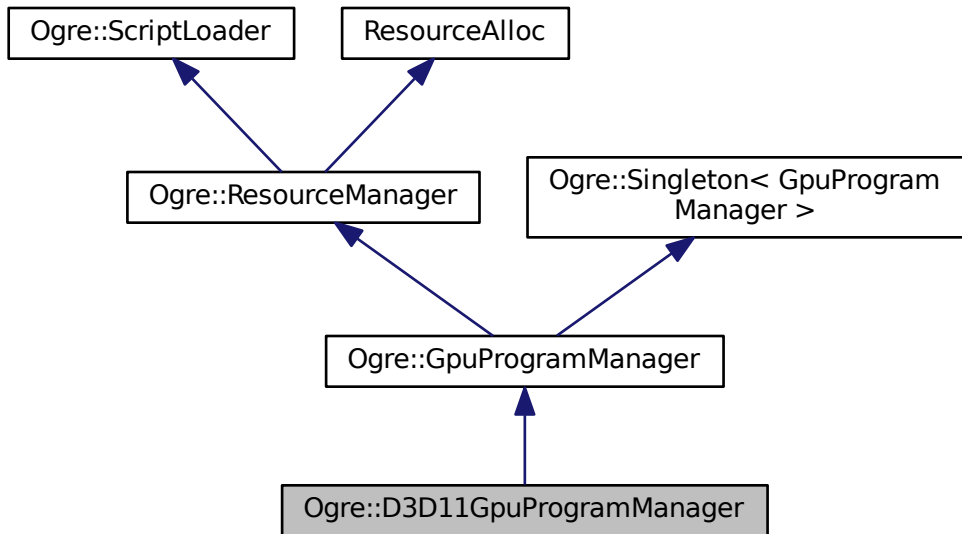 Ogre::ScriptLoader
ResourceAlloc
Ogre::ResourceManager
Ogre::Singleton< GpuProgram
Manager >
Ogre::GpuProgramManager
Ogre::D3D11GpuProgramManager